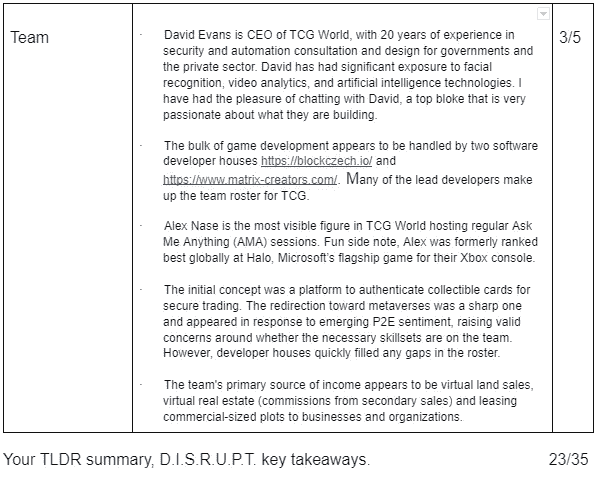 Team
· David Evans is CEO of TCG World, with 20 years of experience in
security and automation consultation and design for governments and
the private sector. David has had significant exposure to facial
recognition, video analytics, and artificial intelligence technologies. I
have had the pleasure of chatting with David, a top bloke that is very
passionate about what they are building.
3/5
· The bulk of game development appears to be handled by two software
developer houses https://blockczech.io/ and
https://www.matrix-creators.com/. Many of the lead developers make
up the team roster for TCG.
· Alex Nase is the most visible figure in TCG World hosting regular Ask
Me Anything (AMA) sessions. Fun side note, Alex was formerly ranked
best globally at Halo, Microsoft's flagship game for their Xbox console.
· The initial concept was a platform to authenticate collectible cards for
secure trading. The redirection toward metaverses was a sharp one
and appeared in response to emerging P2E sentiment, raising valid
concerns around whether the necessary skillsets are on the team.
However, developer houses quickly filled any gaps in the roster.
· The team's primary source of income appears to be virtual land sales,
virtual real estate (commissions from secondary sales) and leasing
commercial-sized plots to businesses and organizations.
Your TLDR summary, D.I.S.R.U.P.T. key takeaways. 23/35